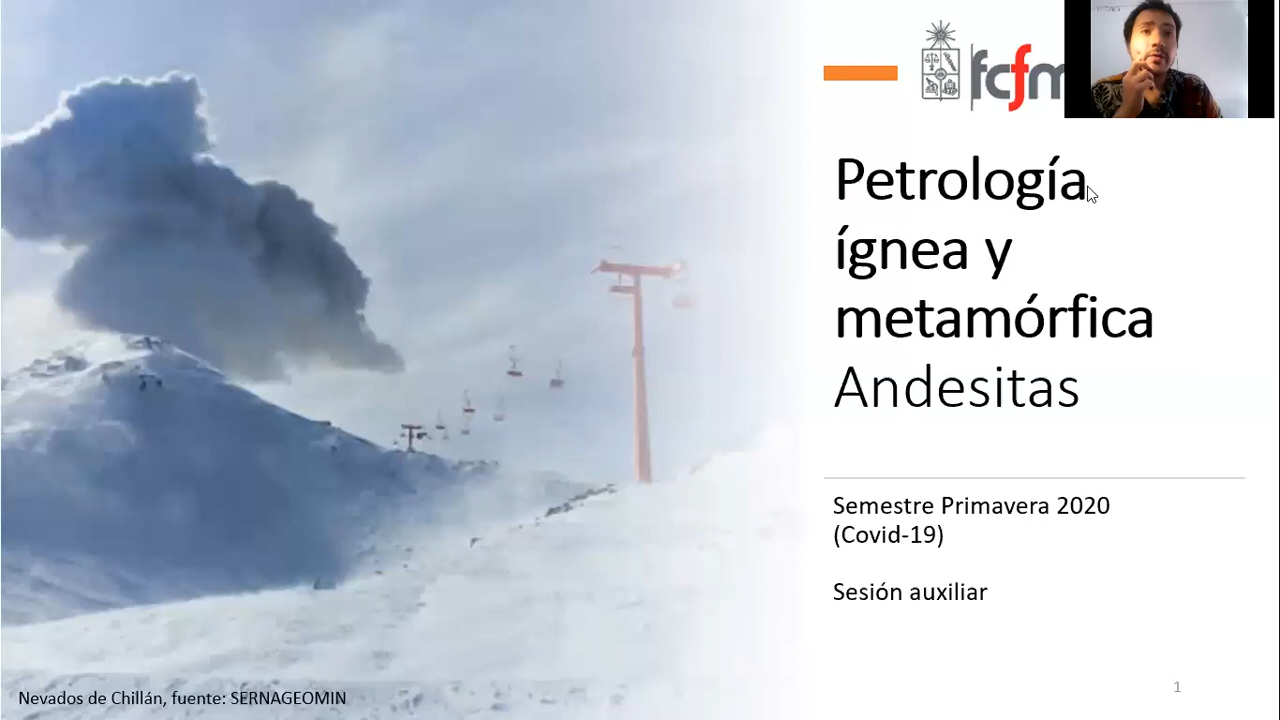 fcfm
Petrología
ígnea y
metamórfica
Andesitas
Semestre Primavera 2020
(Covid-19)
Sesión auxiliar
Nevados de Chillán, fuente: SERNAGEOMIN
1